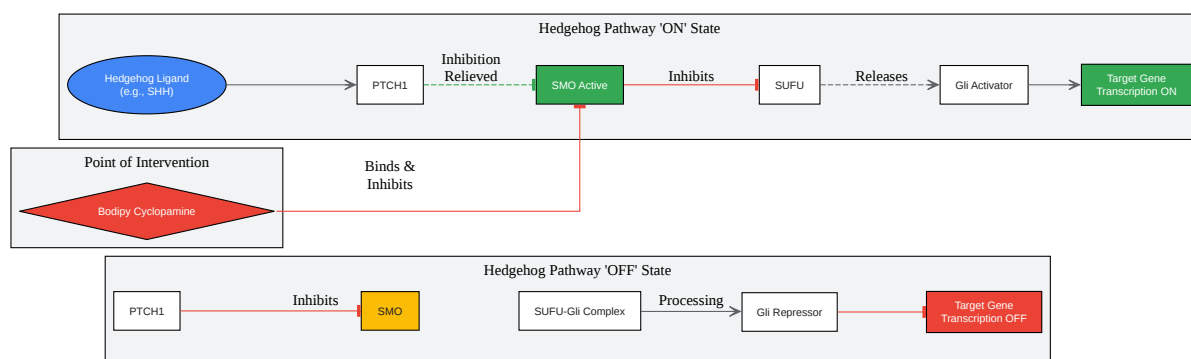 Hedgehog Pathway 'ON' State
Hedgehog Ligand
(e.g., SHH)
PTCH1
Inhibition
Relieved
SMO Active
Inhibits
SUFU
Releases
Gli Activator
Target Gene
Transcription ON
Point of Intervention
Bodipy Cyclopamine
Binds &
Inhibits
Hedgehog Pathway 'OFF' State
PTCH1
Inhibits
SMO
SUFU-Gli Complex
Processing
Gli Repressor
Target Gene
Transcription OFF